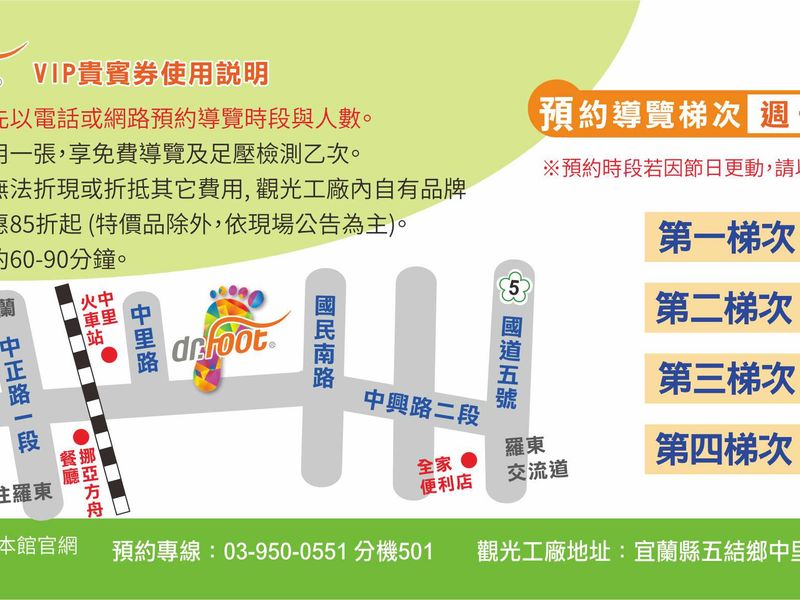 VIP貴賓券使用説明
先以電話或網路預約導覽時段與人數。
用一張，享免費導覽及足壓檢測乙次。
無法折現或折抵其它費用, 觀光工廠內自有品牌
惠85折起 (特價品除外，依現場公告為主)。
約60-90分鐘。
預約導覽梯次 週
※預約時段若因節日更動，請以
第一梯次
第二梯次
第三梯次
第四梯次
蘭
中正路一段
往羅東
中里火車站
挪亞方舟餐廳
中里路
dr.foot®
國民南路
中興路二段
5
國道五號
羅東交流道
全家便利店
本館官網
預約專線：03-950-0551 分機501
觀光工廠地址：宜蘭縣五結鄉中里